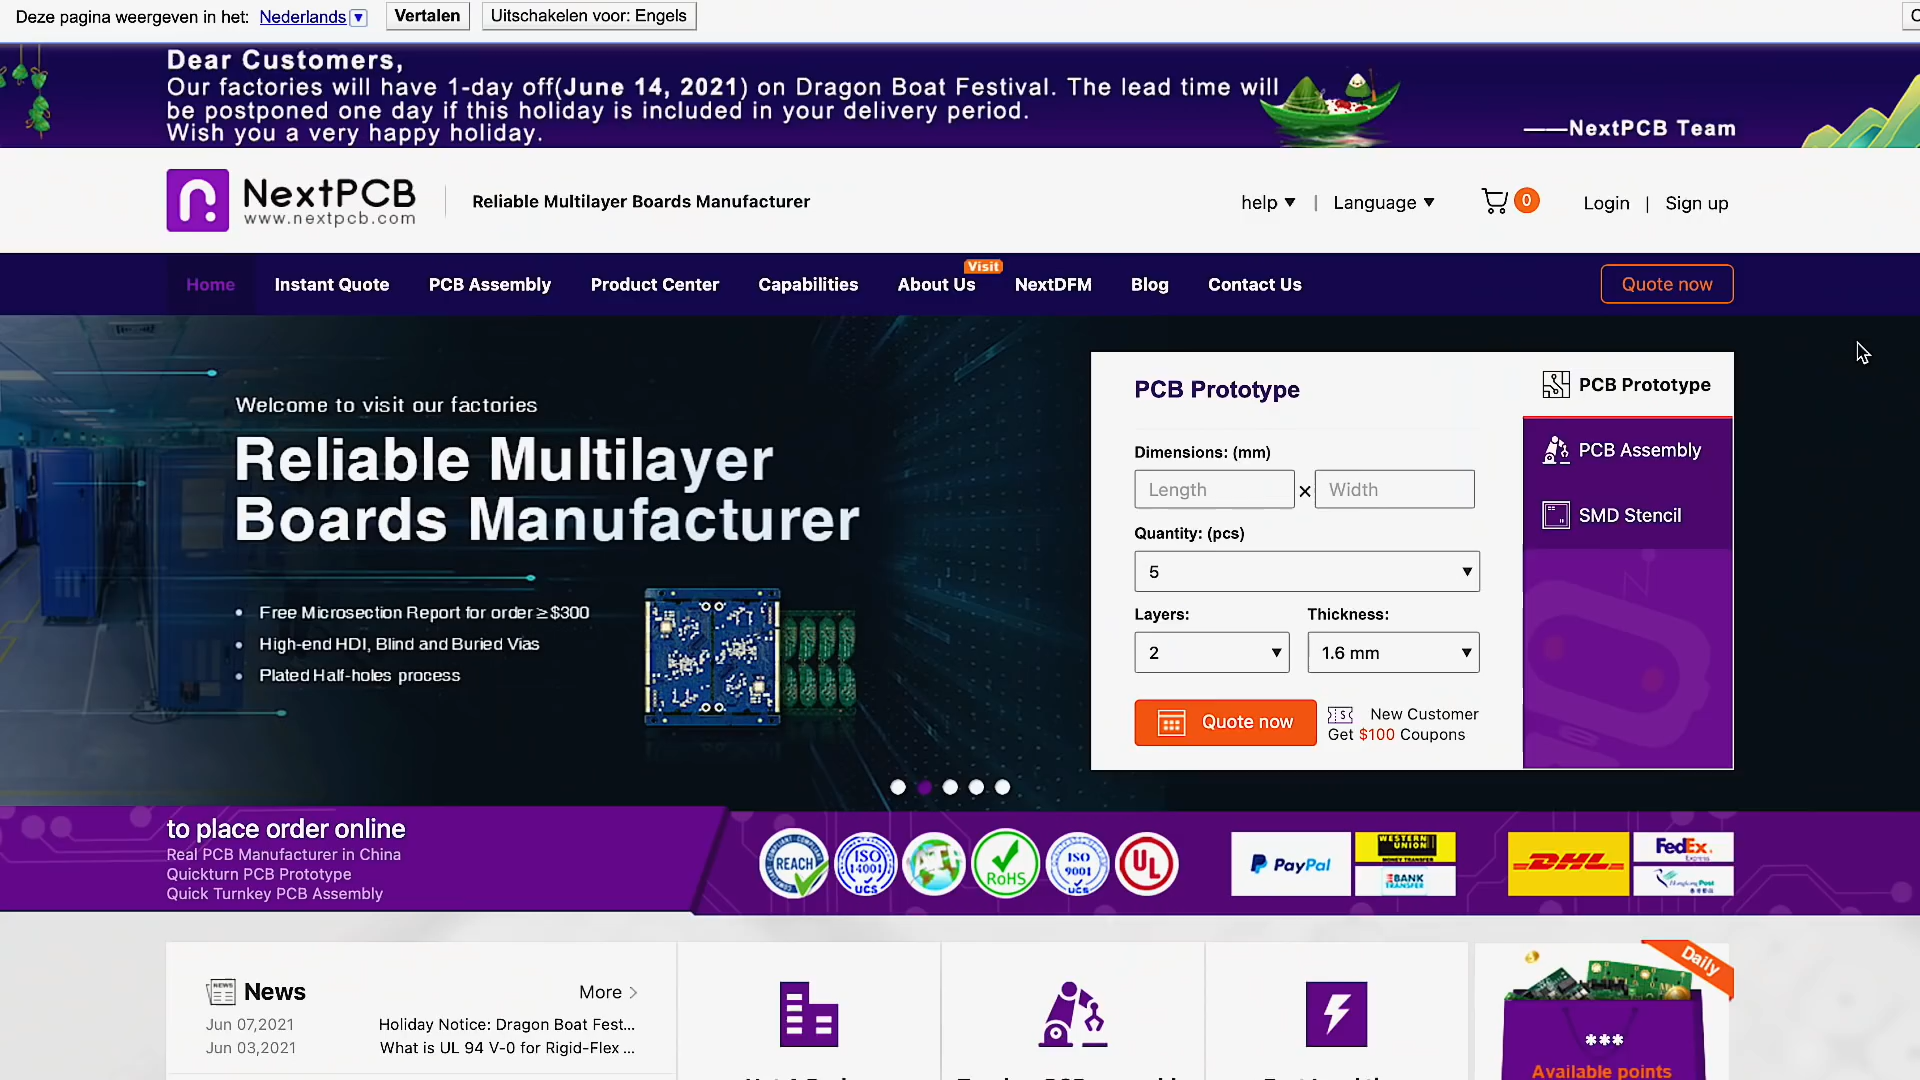 Deze pagina weergeven in het: Nederlands Vertalen Uitschakelen voor: Engels
Dear Customers,
Our factories will have 1-day off(June 14, 2021) on Dragon Boat Festival. The lead time will
be postponed one day if this holiday is included in your delivery period.
Wish you a very happy holiday.
——NextPCB Team
NextPCB
www.nextpcb.com
Reliable Multilayer Boards Manufacturer
help | Language 0 Login | Sign up
Visit
Home Instant Quote PCB Assembly Product Center Capabilities About Us NextDFM Blog Contact Us Quote now
Welcome to visit our factories
Reliable Multilayer
Boards Manufacturer
• Free Microsection Report for order≥$300
• High-end HDI, Blind and Buried Vias
• Plated Half-holes process
PCB Prototype
Dimensions: (mm)
Length × Width
Quantity: (pcs)
5
Layers: Thickness:
2 1.6 mm
Quote now
New Customer
Get $100 Coupons
PCB Prototype
PCB Assembly
SMD Stencil
to place order online
Real PCB Manufacturer in China
Quickturn PCB Prototype
Quick Turnkey PCB Assembly
REACH
ISO
14001
UCS
RoHS
ISO
9001
UCS
UL
PayPal
WESTERN
UNION
MONEY TRANSFER
BANK
TRANSFER
DHL
FedEx
Express
Hongkong Post
NEWS
News More >
Jun 07,2021 Holiday Notice: Dragon Boat Fest...
Jun 03,2021 What is UL 94 V-0 for Rigid-Flex ...
Daily
***
Available points